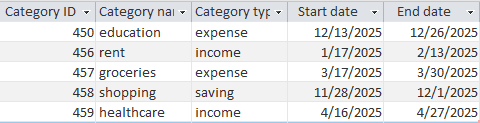 Category ID Category nar Category typ Start date End date
450 education expense 12/13/2025 12/26/2025
456 rent income 1/17/2025 2/13/2025
457 groceries expense 3/17/2025 3/30/2025
458 shopping saving 11/28/2025 12/1/2025
459 healthcare income 4/16/2025 4/27/2025